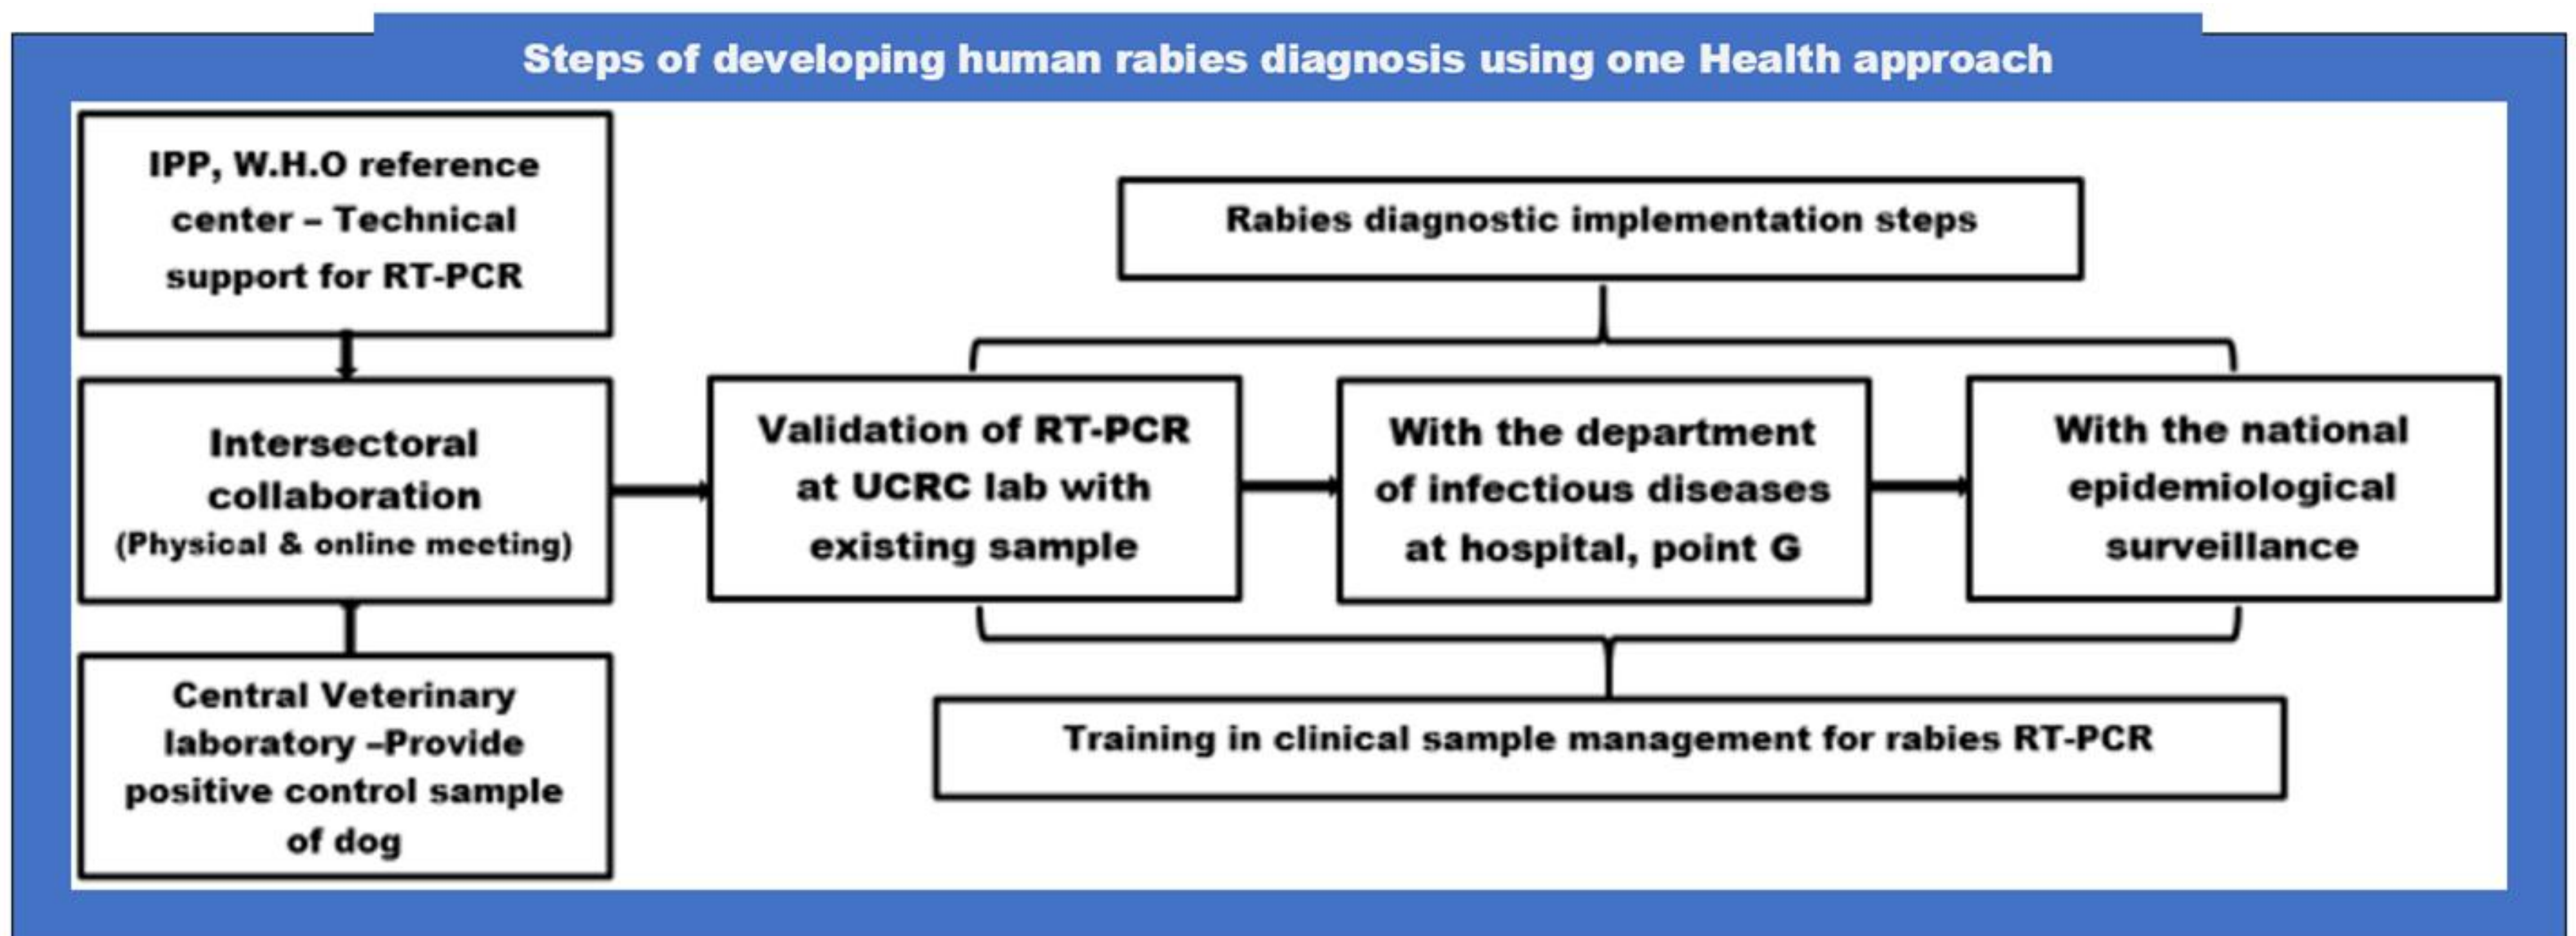 Steps of developing human rabies diagnosis using one Health approach
IPP, W.H.O reference
center – Technical
support for RT-PCR
Rabies diagnostic implementation steps
Intersectoral
collaboration
(Physical & online meeting)
Validation of RT-PCR
at UCRC lab with
existing sample
With the department
of infectious diseases
at hospital, point G
With the national
epidemiological
surveillance
Central Veterinary
laboratory –Provide
positive control sample
of dog
Training in clinical sample management for rabies RT-PCR